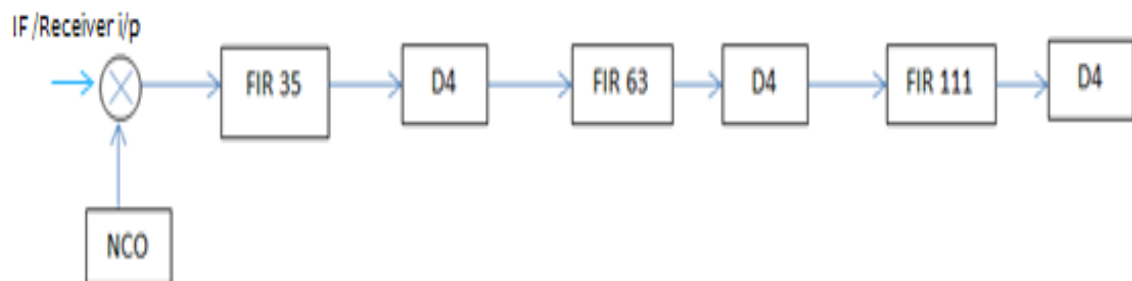 IF /Receiver i/p
FIR 35
D4
FIR 63
D4
FIR 111
D4
NCO